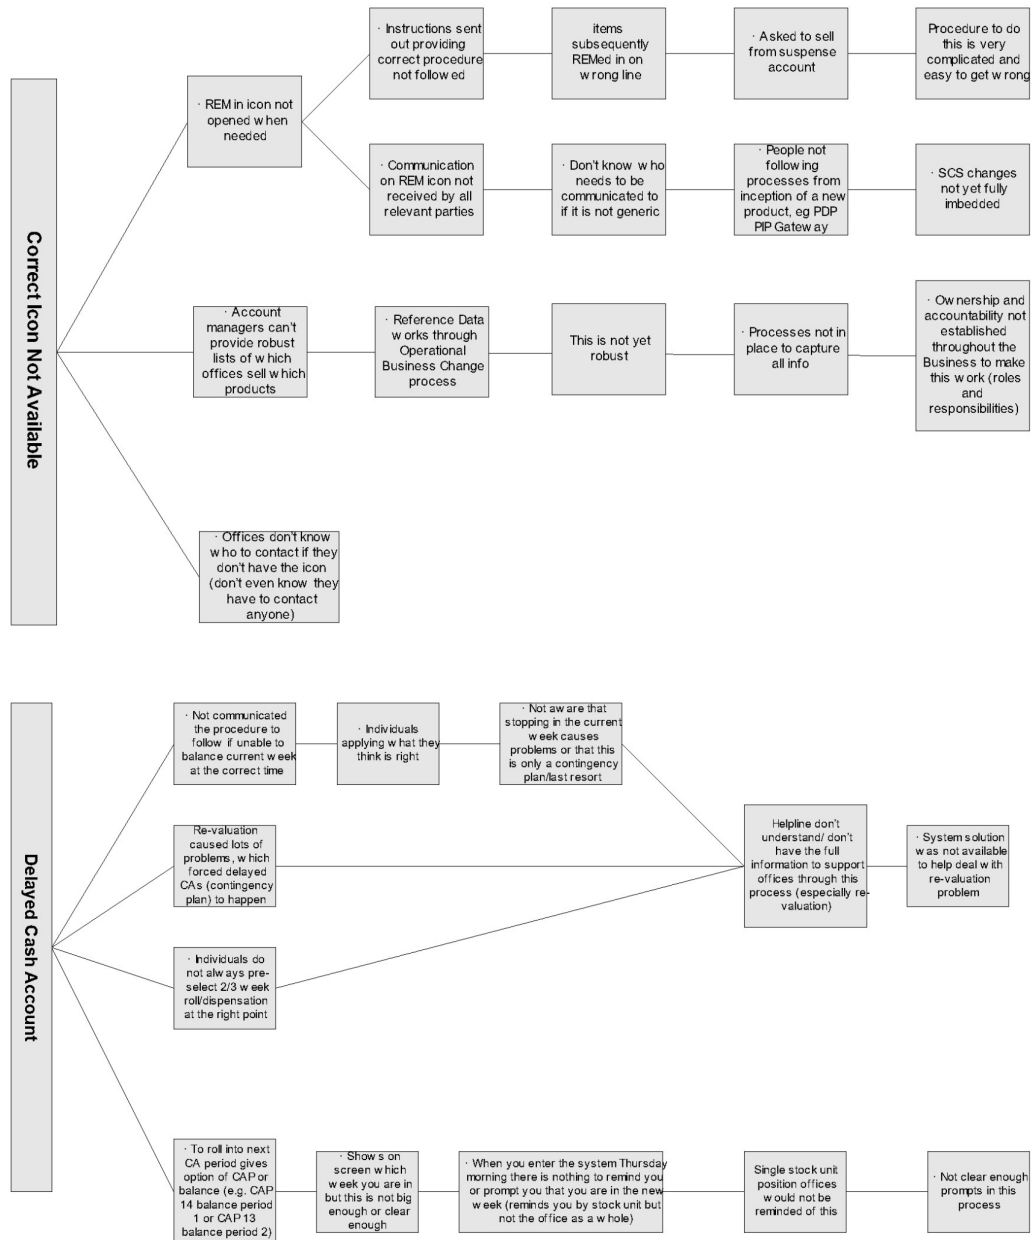 Correct Icon Not Available
· REM in icon not
opened when
needed
· Instructions sent
out providing
correct procedure
not followed
items
subsequently
REMed in on
wrong line
· Asked to sell
from suspense
account
Procedure to do
this is very
complicated and
easy to get wrong
· Communication
on REM icon not
received by all
relevant parties
· Don't know who
needs to be
communicated to
if it is not generic
· People not
following
processes from
inception of a new
product, eg PDP
PIP Gateway
· SCS changes
not yet fully
imbedded
· Account
managers can't
provide robust
lists of which
offices sell which
products
· Reference Data
works through
Operational
Business Change
process
This is not yet
robust
· Processes not in
place to capture
all info
· Ownership and
accountability not
established
throughout the
Business to make
this work (roles
and
responsibilities)
· Offices don't know
who to contact if they
don't have the icon
(don't even know they
have to contact
anyone)
Delayed Cash Account
· Not communicated
the procedure to
follow if unable to
balance current week
at the correct time
· Individuals
applying what they
think is right
· Not aware that
stopping in the current
week causes
problems or that this
is only a contingency
plan/last resort
Re-valuation
caused lots of
problems, which
forced delayed
CAs (contingency
plan) to happen
Helpline don't
understand/ don't
have the full
information to support
offices through this
process (especially re-
valuation)
· System solution
was not available
to help deal with
re-valuation
problem
· Individuals do
not always pre-
select 2/3 week
roll/dispensation
at the right point
· To roll into next
CA period gives
option of CAP or
balance (e.g. CAP
14 balance period
1 or CAP 13
balance period 2)
· Shows on
screen which
week you are in
but this is not big
enough or clear
enough
· When you enter the system Thursday
morning there is nothing to remind you
or prompt you that you are in the new
week (reminds you by stock unit but
not the office as a whole)
Single stock unit
position offices
would not be
reminded of this
· Not clear enough
prompts in this
process